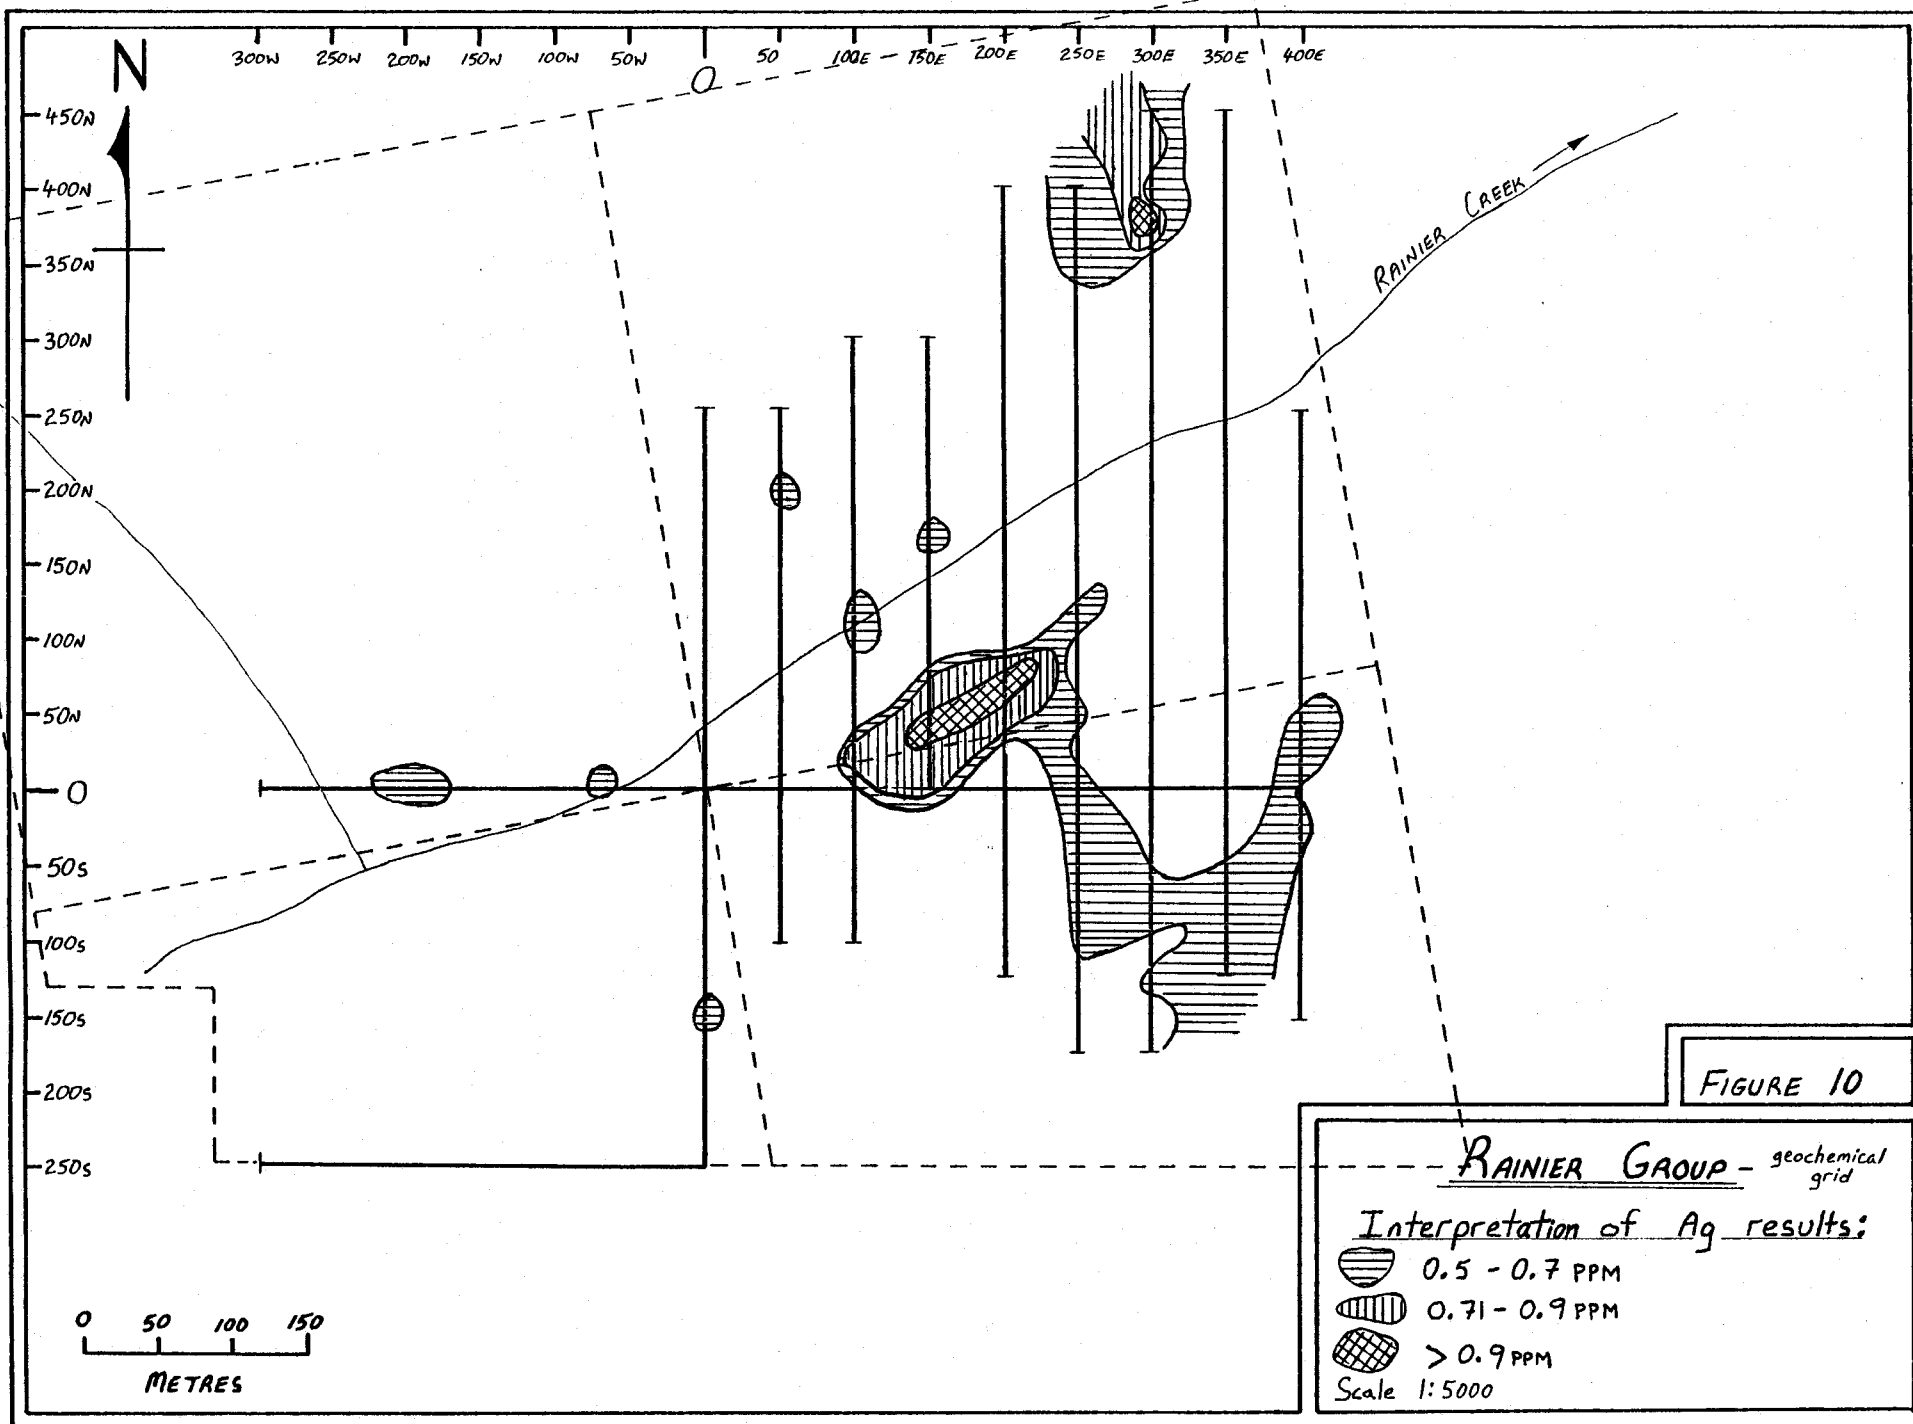 N
300W 250W 200W 150W 100W 50W O 50 100E 150E 200E 250E 300E 350E 400E
450N
400N
350N
300N
250N
200N
150N
100N
50N
O
50S
100S
150S
200S
250S
RAINIER CREEK
FIGURE 10
RAINIER GROUP - geochemical grid
Interpretation of Ag results:
0.5 - 0.7 PPM
0.71 - 0.9 PPM
> 0.9 PPM
Scale 1:5000
0 50 100 150
METRES